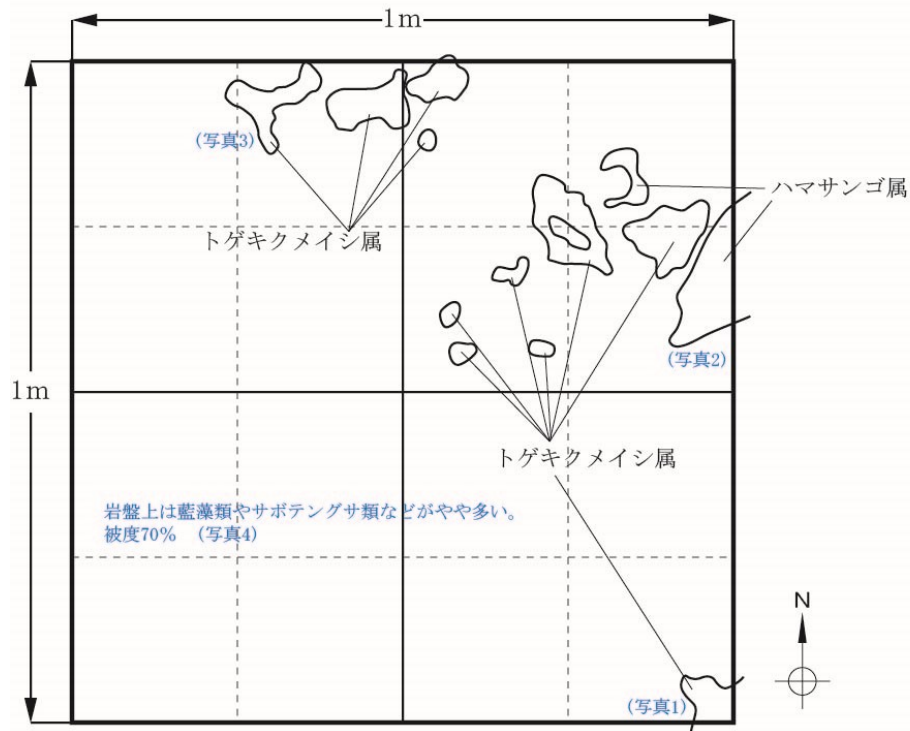 1m
(写真3)
ハマサンゴ属
トゲキクメイシ属
1m
(写真2)
トゲキクメイシ属
岩盤上は藍藻類やサボテングサ類などがやや多い。
被度70% (写真4)
N
(写真1)